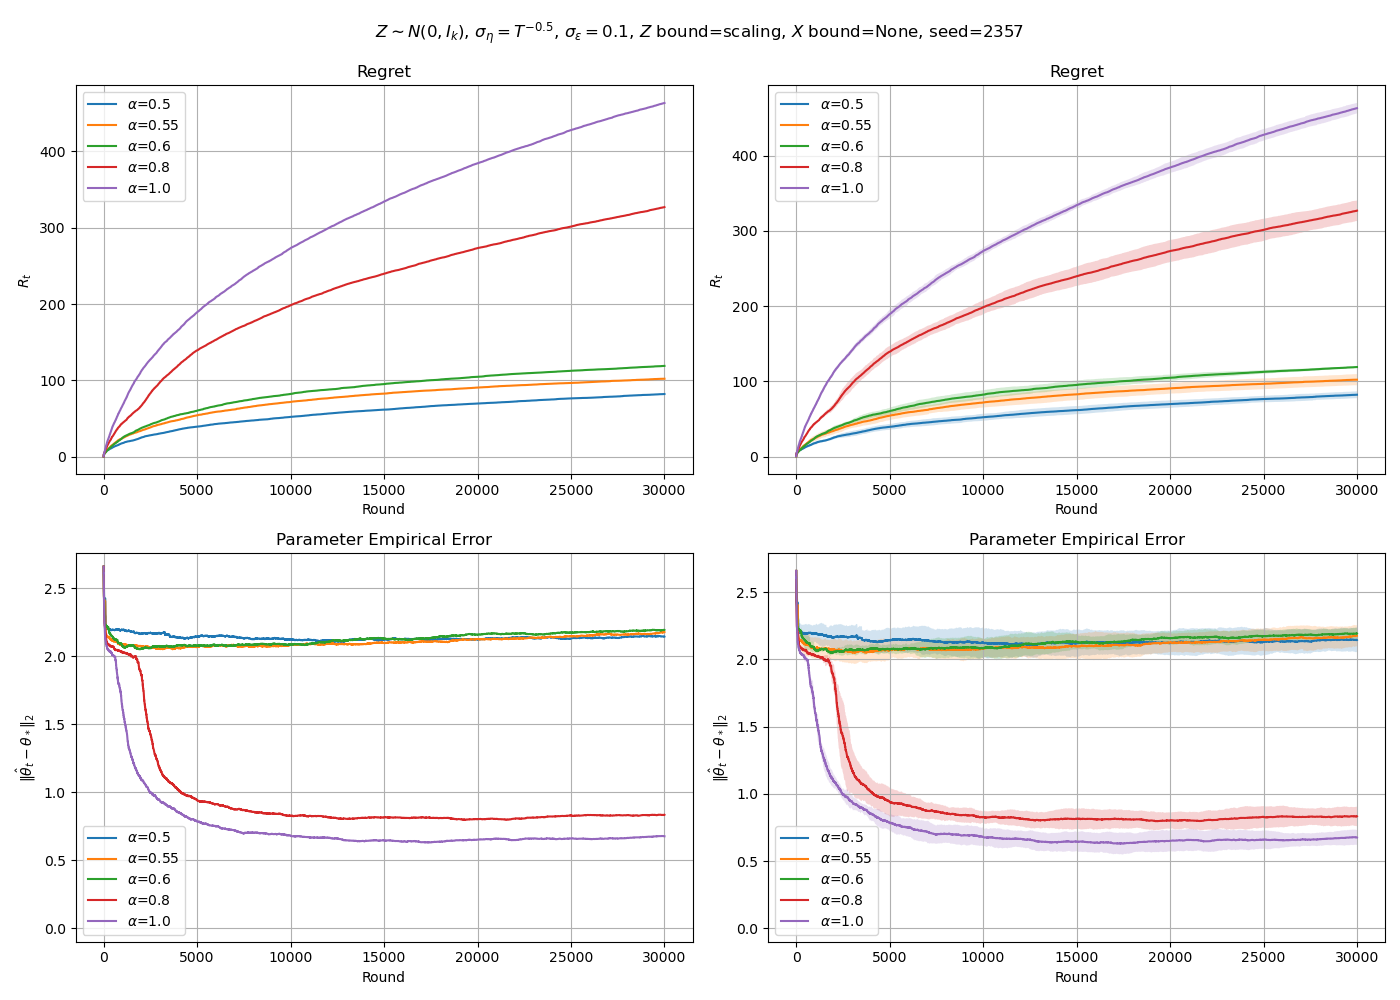 Z ~ N(0, I_k), σ_η = T^{−0.5}, σ_ε = 0.1, Z bound=scaling, X bound=None, seed=2357
Regret
α=0.5
α=0.55
α=0.6
α=0.8
α=1.0
400
300
200
100
0
R_t
0 5000 10000 15000 20000 25000 30000
Round
Regret
α=0.5
α=0.55
α=0.6
α=0.8
α=1.0
400
300
200
100
0
R_t
0 5000 10000 15000 20000 25000 30000
Round
Parameter Empirical Error
2.5
2.0
1.5
1.0
0.5
0.0
‖θ̂_t − θ_*‖_2
α=0.5
α=0.55
α=0.6
α=0.8
α=1.0
0 5000 10000 15000 20000 25000 30000
Round
Parameter Empirical Error
2.5
2.0
1.5
1.0
0.5
0.0
‖θ̂_t − θ_*‖_2
α=0.5
α=0.55
α=0.6
α=0.8
α=1.0
0 5000 10000 15000 20000 25000 30000
Round